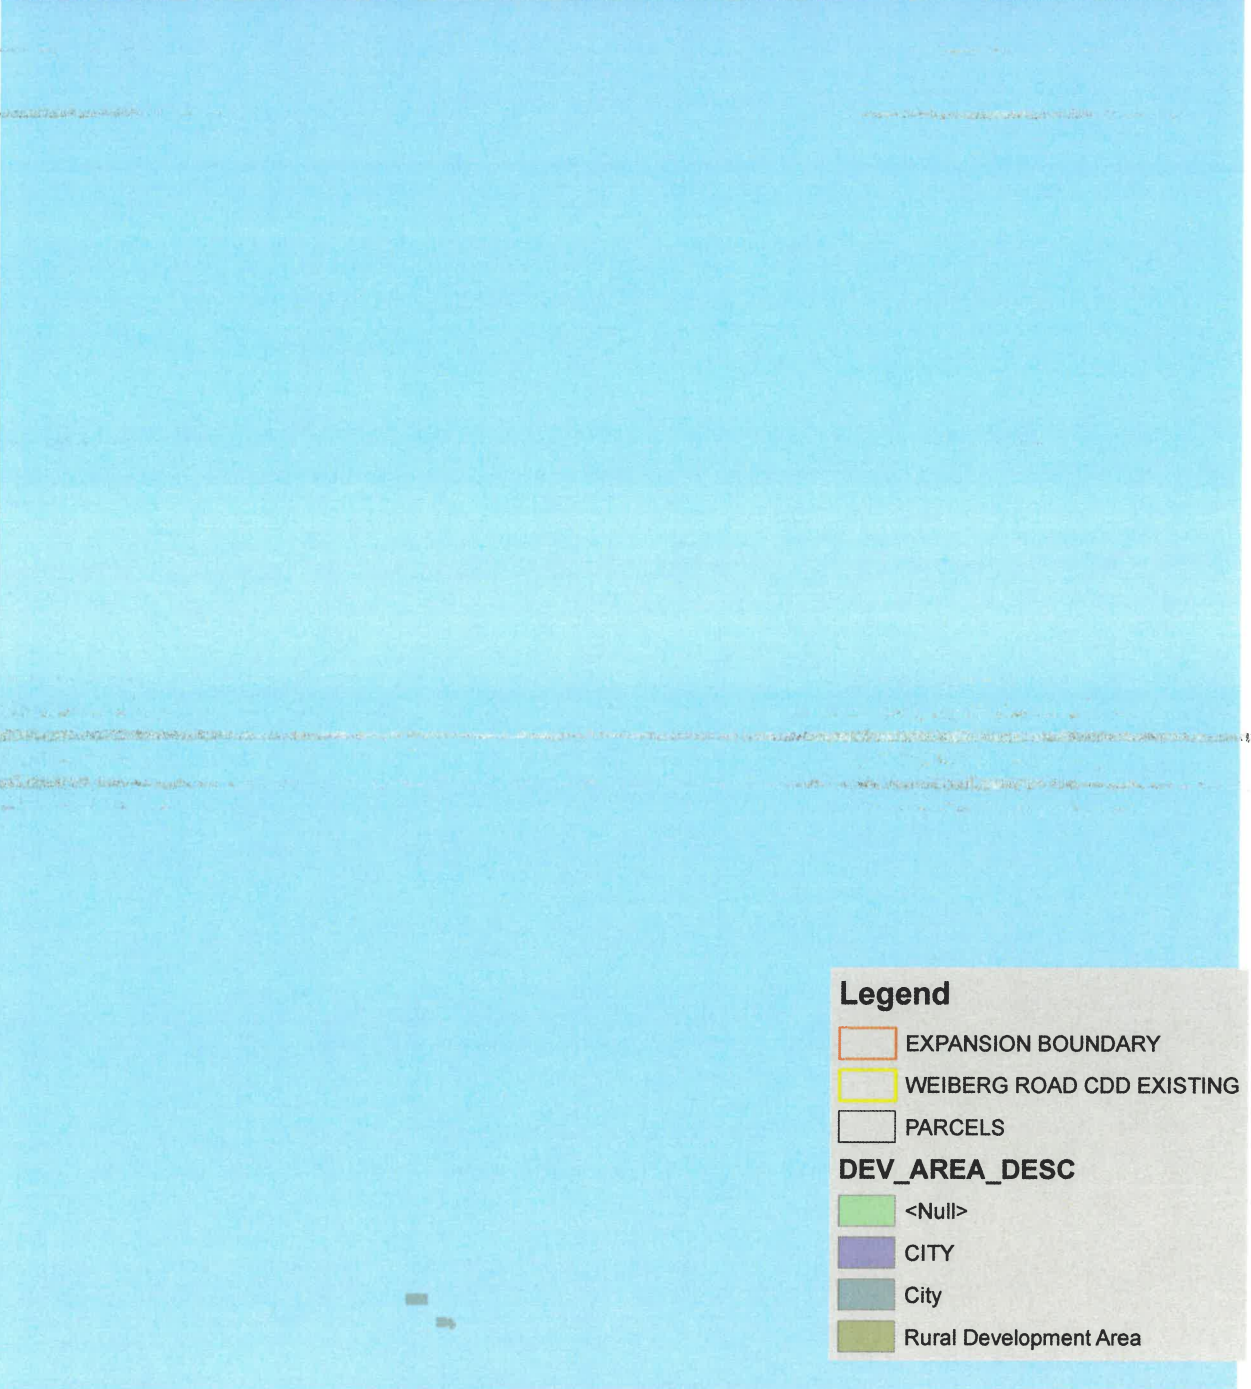 Legend
EXPANSION BOUNDARY
WEIBERG ROAD CDD EXISTING
PARCELS
DEV_AREA_DESC
<Null>
CITY
City
Rural Development Area